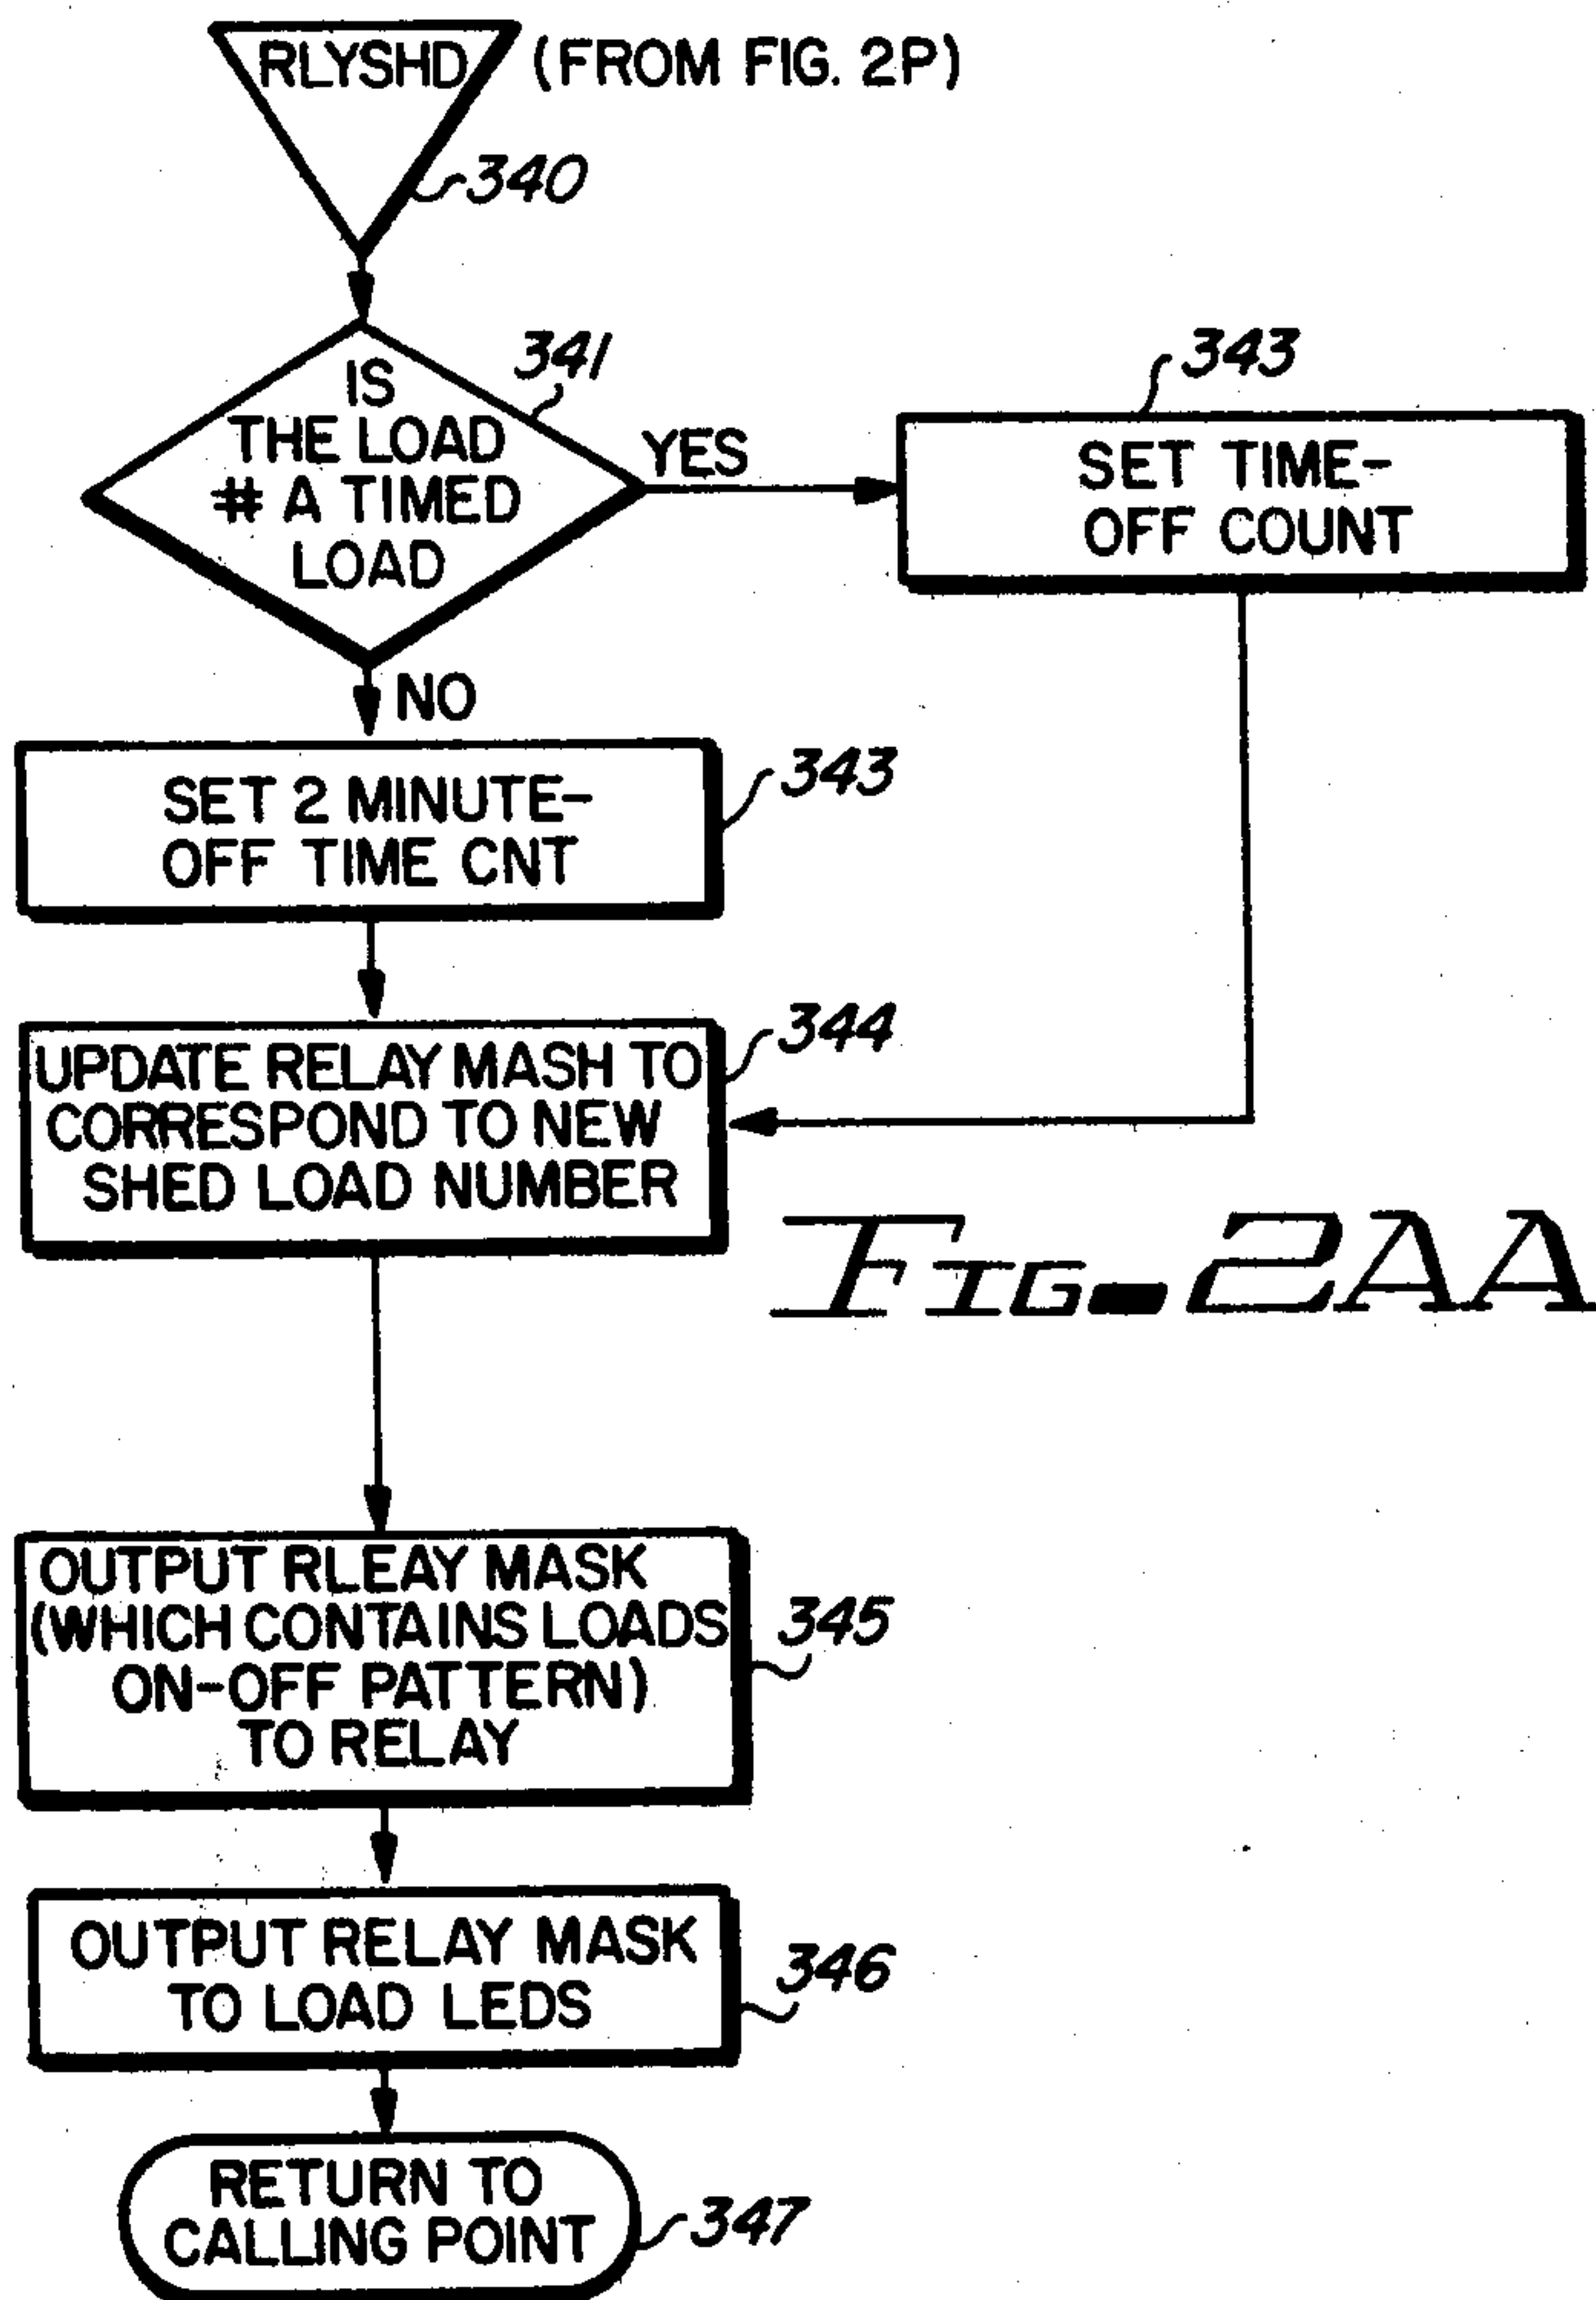 RLYSHD (FROM FIG. 2P)
340
IS
THE LOAD
# A TIMED
LOAD
341
YES
343
SET TIME-
OFF COUNT
NO
SET 2 MINUTE-
OFF TIME CNT
343
UPDATE RELAY MASH TO
CORRESPOND TO NEW
SHED LOAD NUMBER
344
FIG. 2AA
OUTPUT RLEAY MASK
(WHICH CONTAINS LOADS
ON-OFF PATTERN)
TO RELAY
345
OUTPUT RELAY MASK
TO LOAD LEDS
346
RETURN TO
CALLING POINT
347